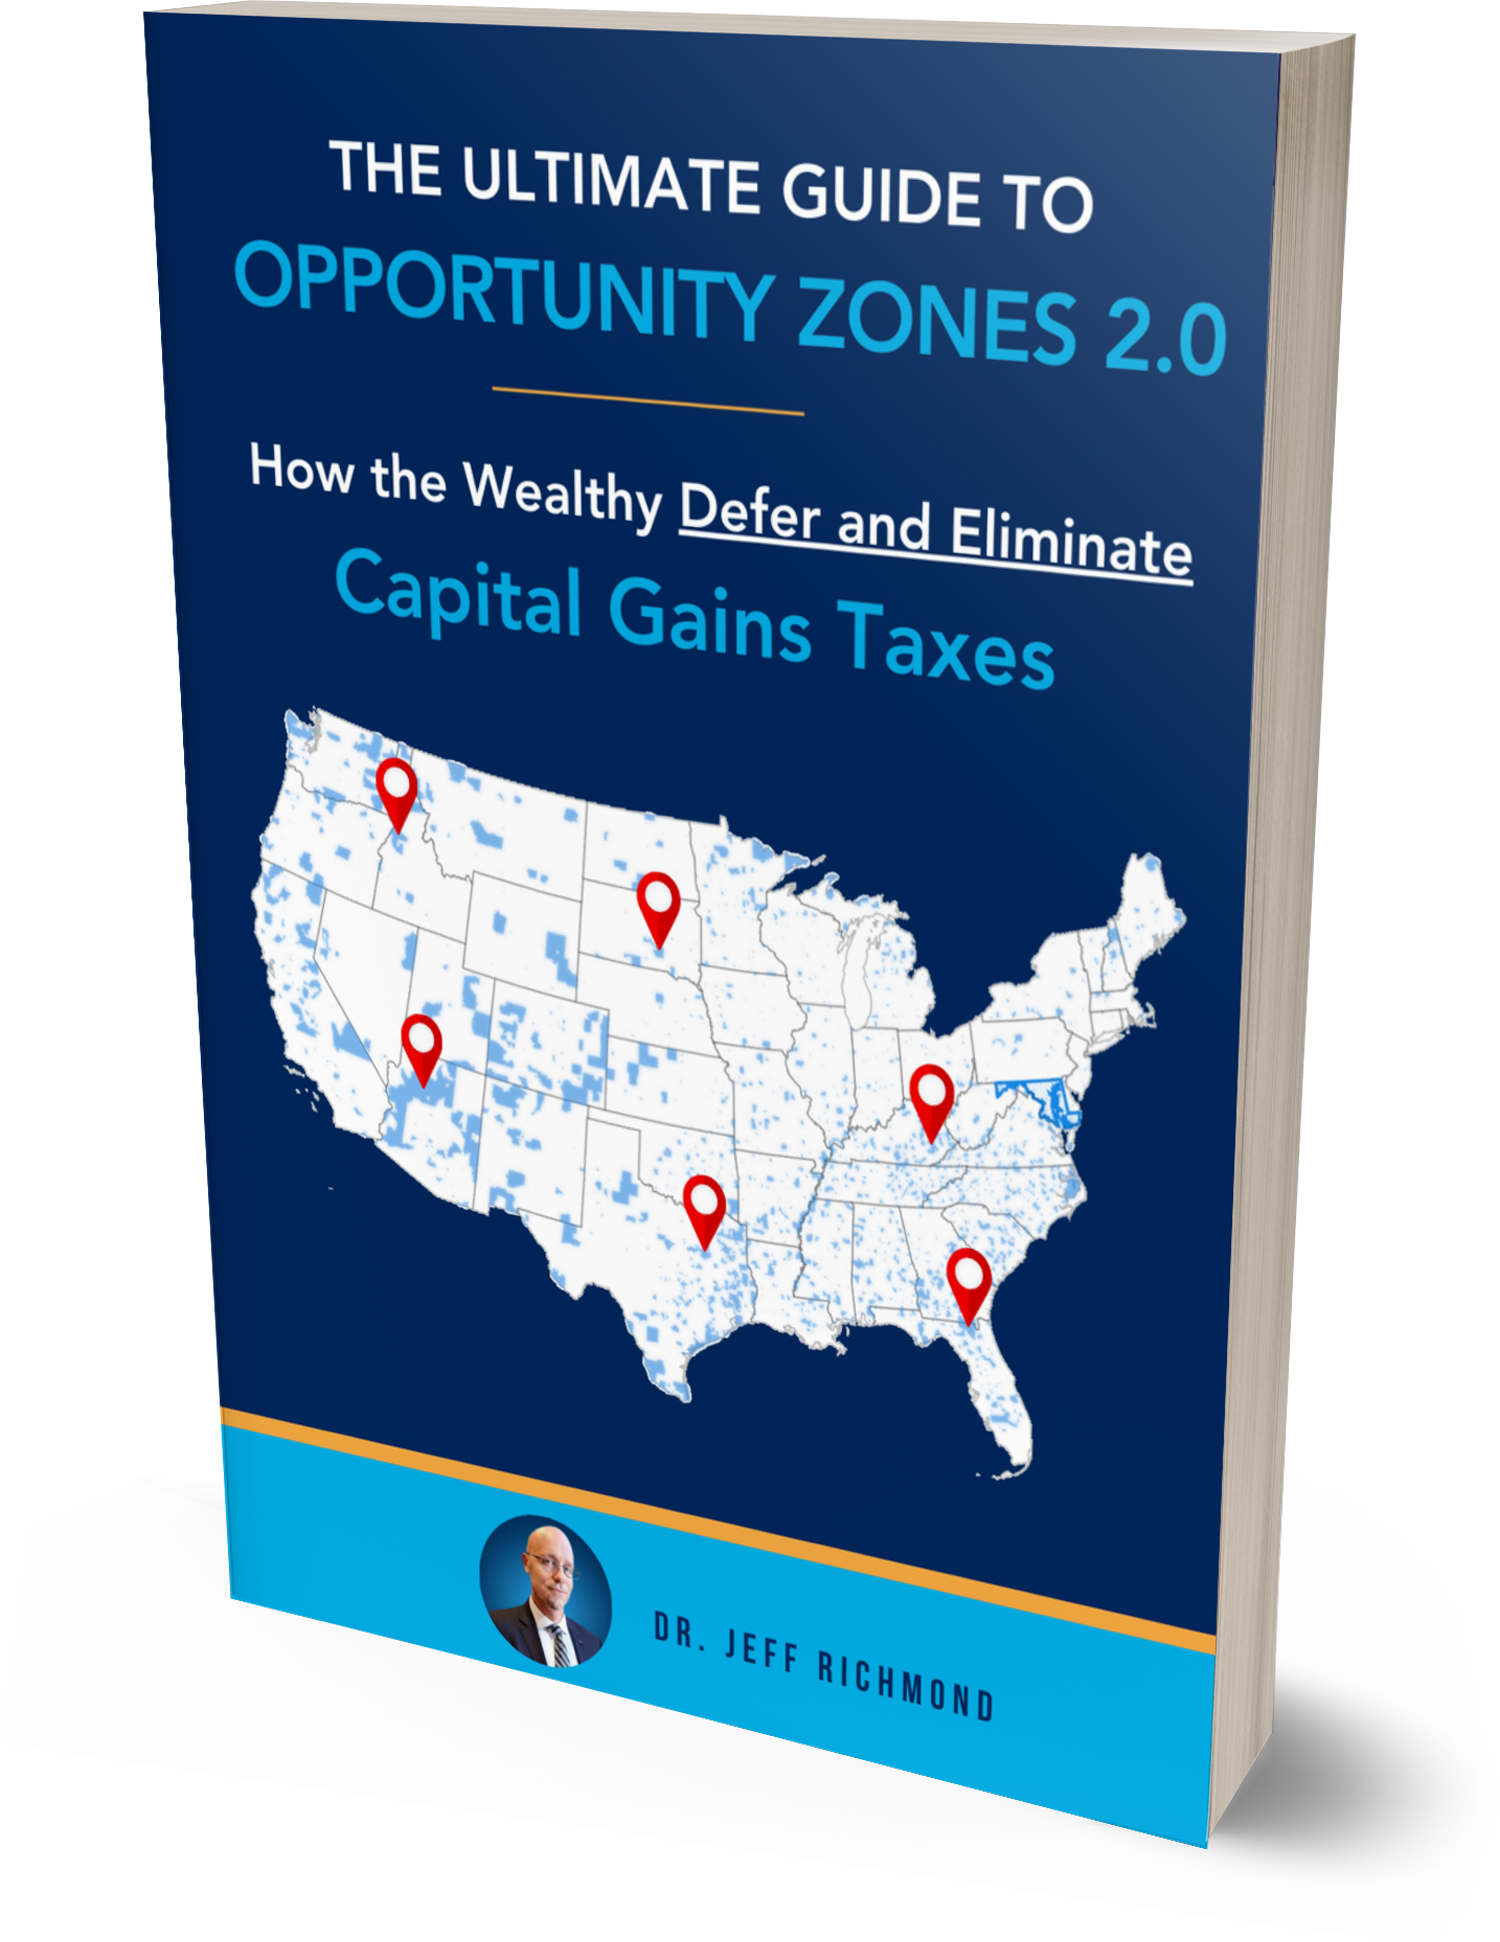 THE ULTIMATE GUIDE TO
OPPORTUNITY ZONES 2.0
How the Wealthy Defer and Eliminate
Capital Gains Taxes
DR. JEFF RICHMOND